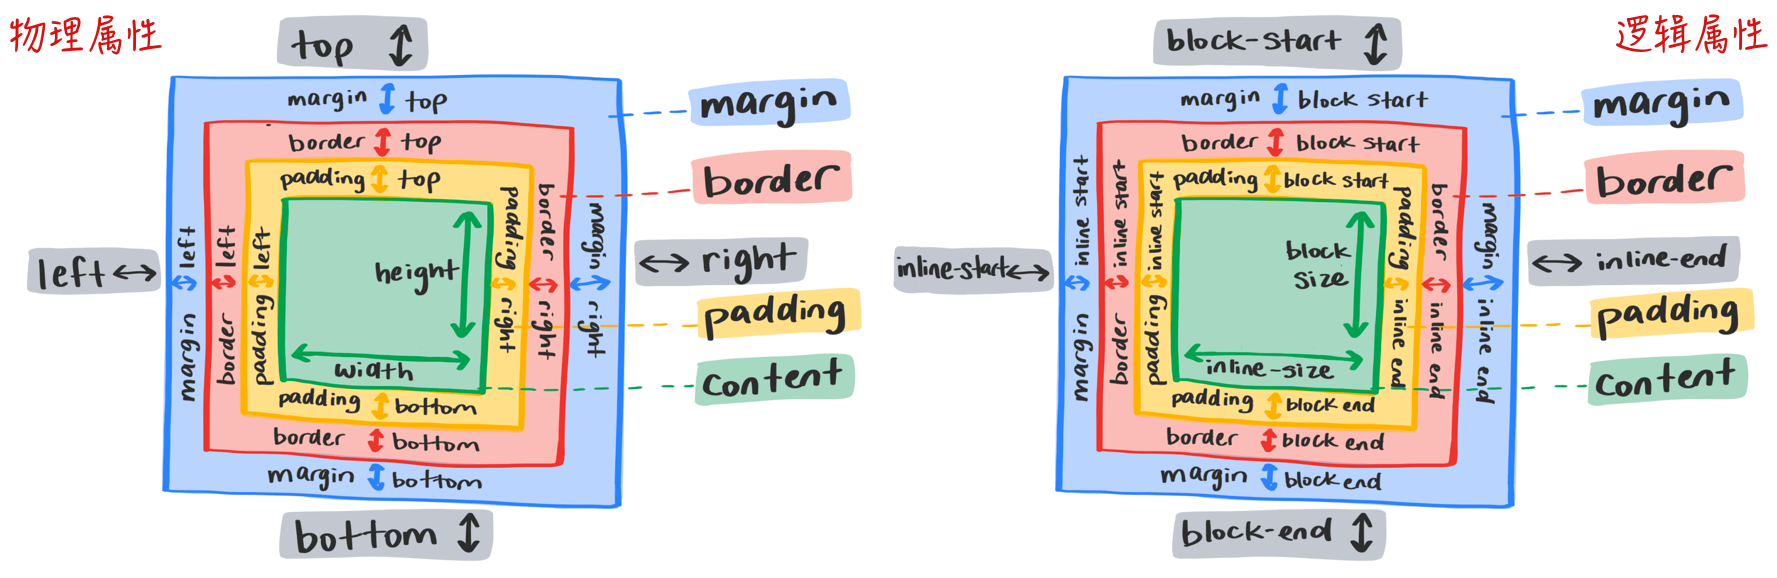 物理属性
top
margin top
border top
padding top
left
margin left
border left
padding left
height
width
padding right
border right
margin right
right
padding bottom
border bottom
margin bottom
bottom
margin
border
padding
content
逻辑属性
block-start
margin block start
border block start
padding block start
inline-start
margin inline start
border inline start
padding inline start
block
size
inline-size
padding inline end
border inline end
margin inline end
inline-end
padding block end
border block end
margin block end
block-end
margin
border
padding
content